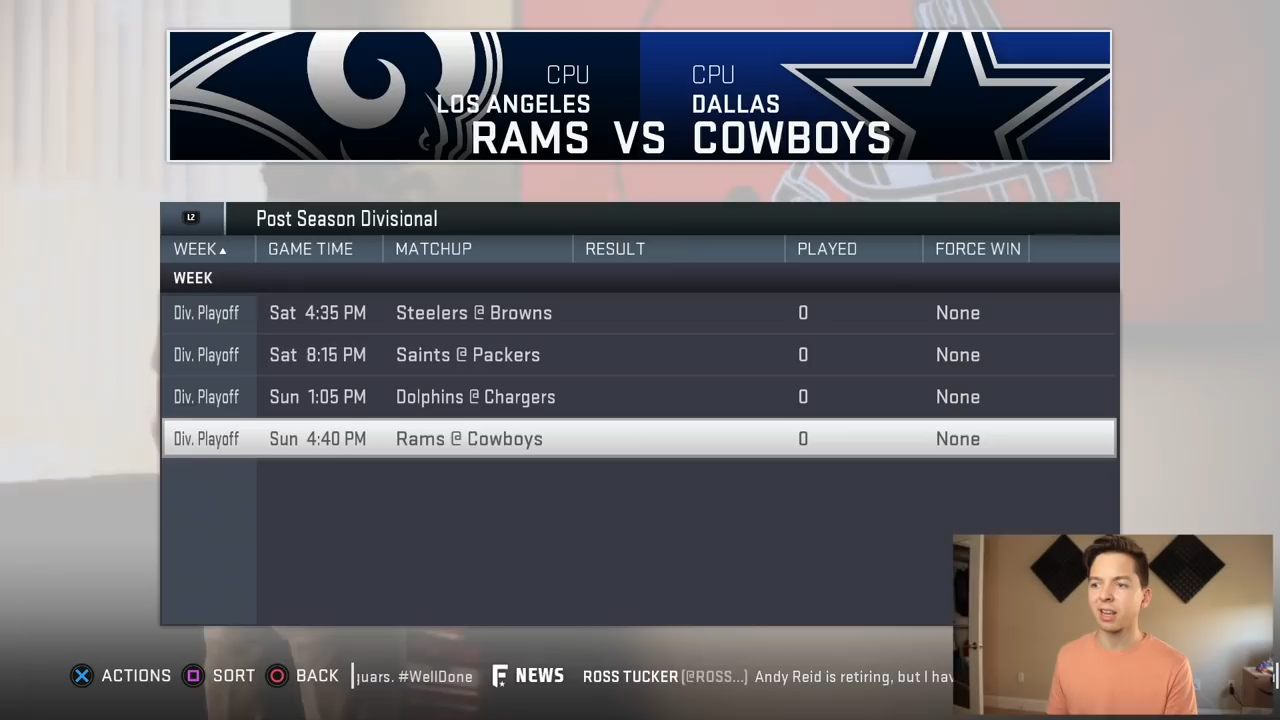 CPU
LOS ANGELES
RAMS VS COWBOYS
CPU
DALLAS
L2 Post Season Divisional
WEEK GAME TIME MATCHUP RESULT PLAYED FORCE WIN
WEEK
Div. Playoff Sat 4:35 PM Steelers @ Browns 0 None
Div. Playoff Sat 8:15 PM Saints @ Packers 0 None
Div. Playoff Sun 1:05 PM Dolphins @ Chargers 0 None
Div. Playoff Sun 4:40 PM Rams @ Cowboys 0 None
ACTIONS SORT BACK uars. #WellDone F NEWS ROSS TUCKER (@ROSS...) Andy Reid is retiring, but I hav